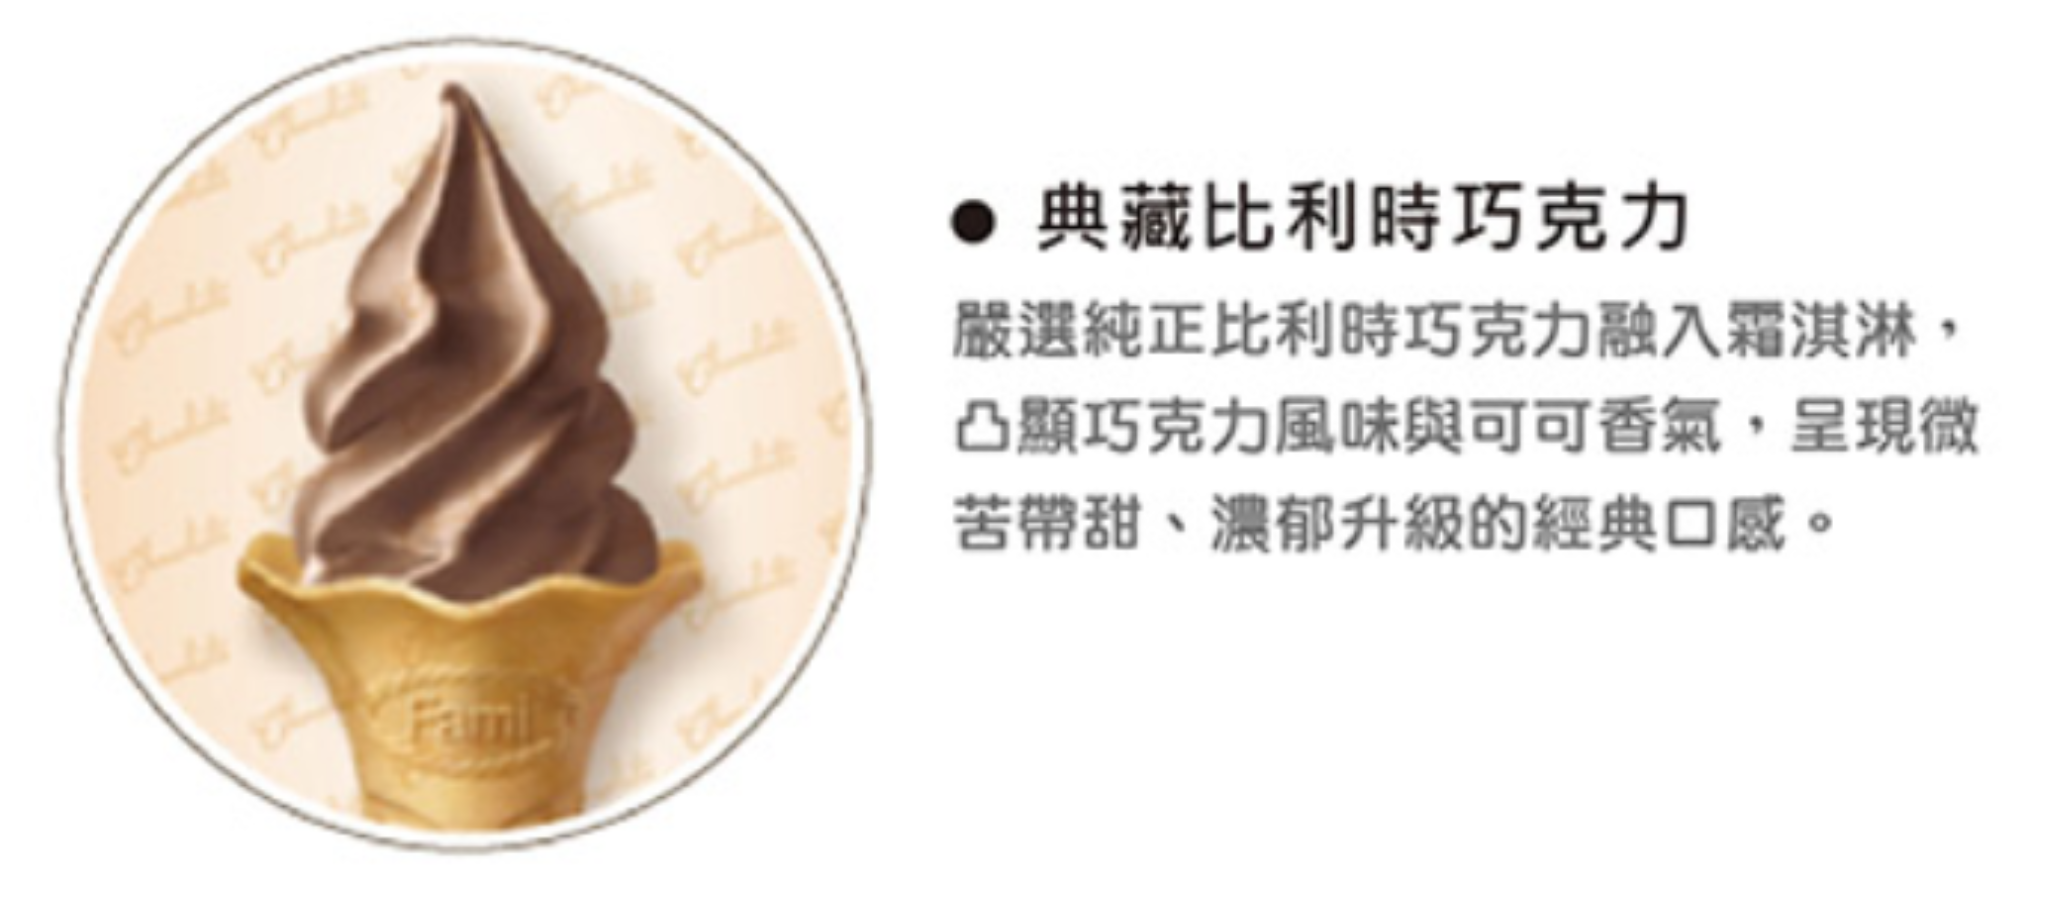 ● 典藏比利時巧克力
嚴選純正比利時巧克力融入霜淇淋，
凸顯巧克力風味與可可香氣，呈現微
苦帶甜、濃郁升級的經典口感。
Fami